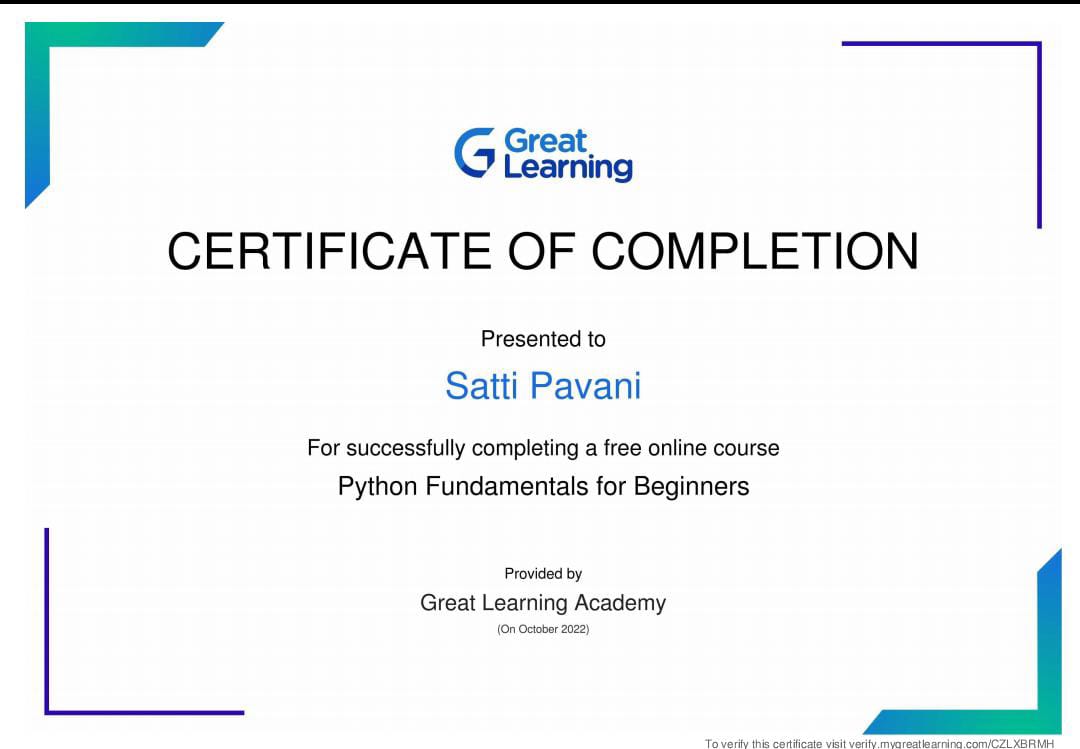 Great
Learning
CERTIFICATE OF COMPLETION
Presented to
Satti Pavani
For successfully completing a free online course
Python Fundamentals for Beginners
Provided by
Great Learning Academy
(On October 2022)
To verify this certificate visit verify.mygreatlearning.com/CZLXBRMH